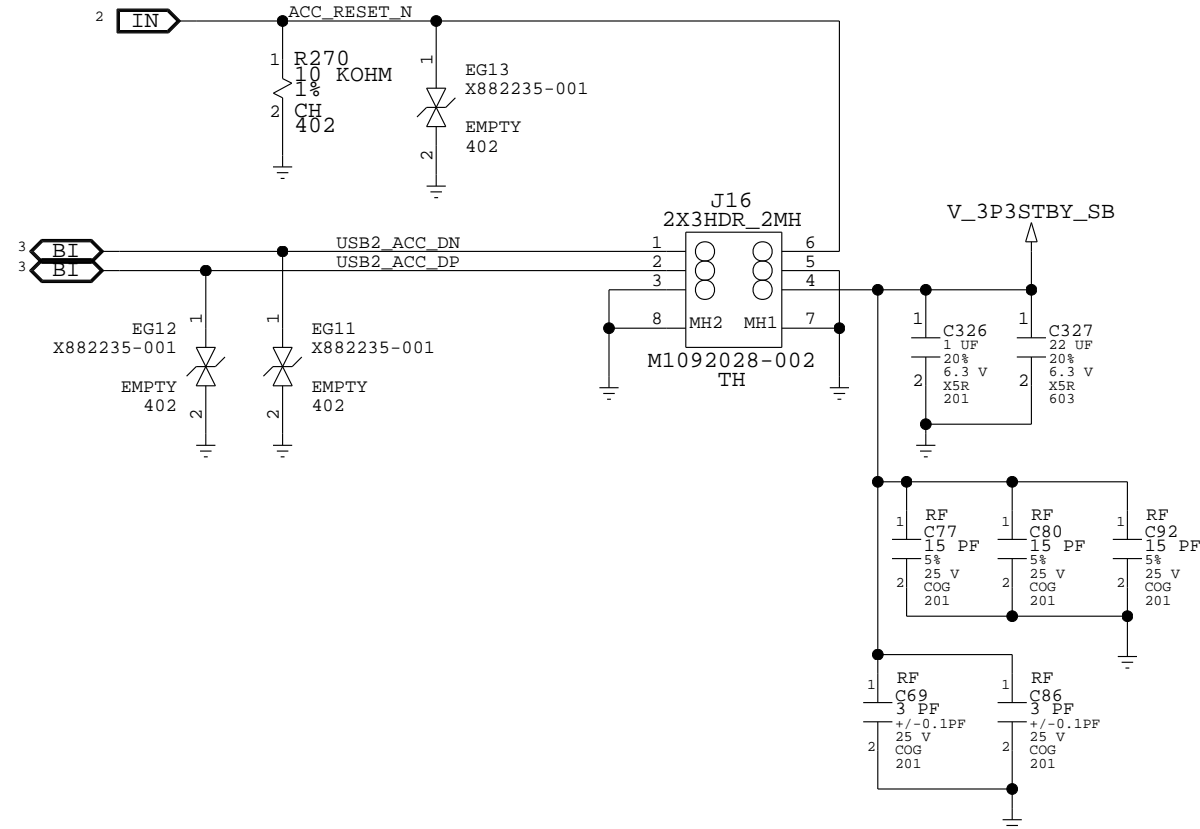 2 IN ACC_RESET_N
1 R270
10 KOHM
1%
2 CH
402
1 EG13
X882235-001
EMPTY
2 402
J16
2X3HDR_2MH
V_3P3STBY_SB
3 BI USB2_ACC_DN 1 6
3 BI USB2_ACC_DP 2 5
3 4
8 MH2 MH1 7
M1092028-002
TH
1 EG12
X882235-001
EMPTY
402 2
1 EG11
X882235-001
EMPTY
2 402
1 C326
1 UF
20%
2 6.3 V
X5R
201
1 C327
22 UF
20%
2 6.3 V
X5R
603
RF
1 C77
15 PF
5%
2 25 V
COG
201
RF
1 C80
15 PF
5%
2 25 V
COG
201
RF
1 C92
15 PF
5%
2 25 V
COG
201
RF
1 C69
3 PF
+/-0.1PF
2 25 V
COG
201
RF
1 C86
3 PF
+/-0.1PF
2 25 V
COG
201